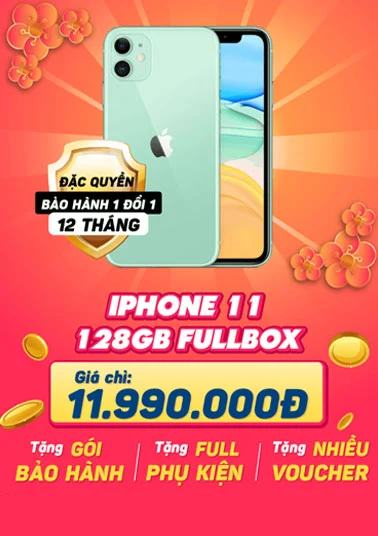 ĐẶC QUYỀN
BẢO HÀNH 1 ĐỔI 1
12 THÁNG
IPHONE 11
128GB FULLBOX
Giá chỉ:
11.990.000Đ
Tặng GÓI BẢO HÀNH
Tặng FULL PHỤ KIỆN
Tặng NHIỀU VOUCHER